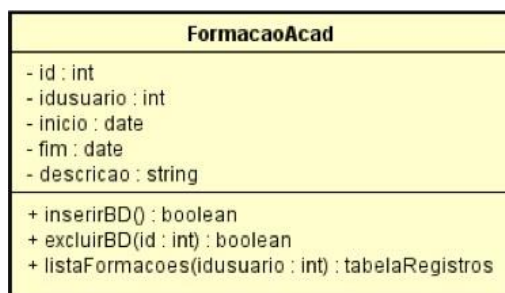 FormacaoAcad
- id : int
- idusuario : int
- inicio : date
- fim : date
- descricao : string
+ inserirBD() : boolean
+ excluirBD(id : int) : boolean
+ listaFormacoes(idusuario : int) : tabelaRegistros